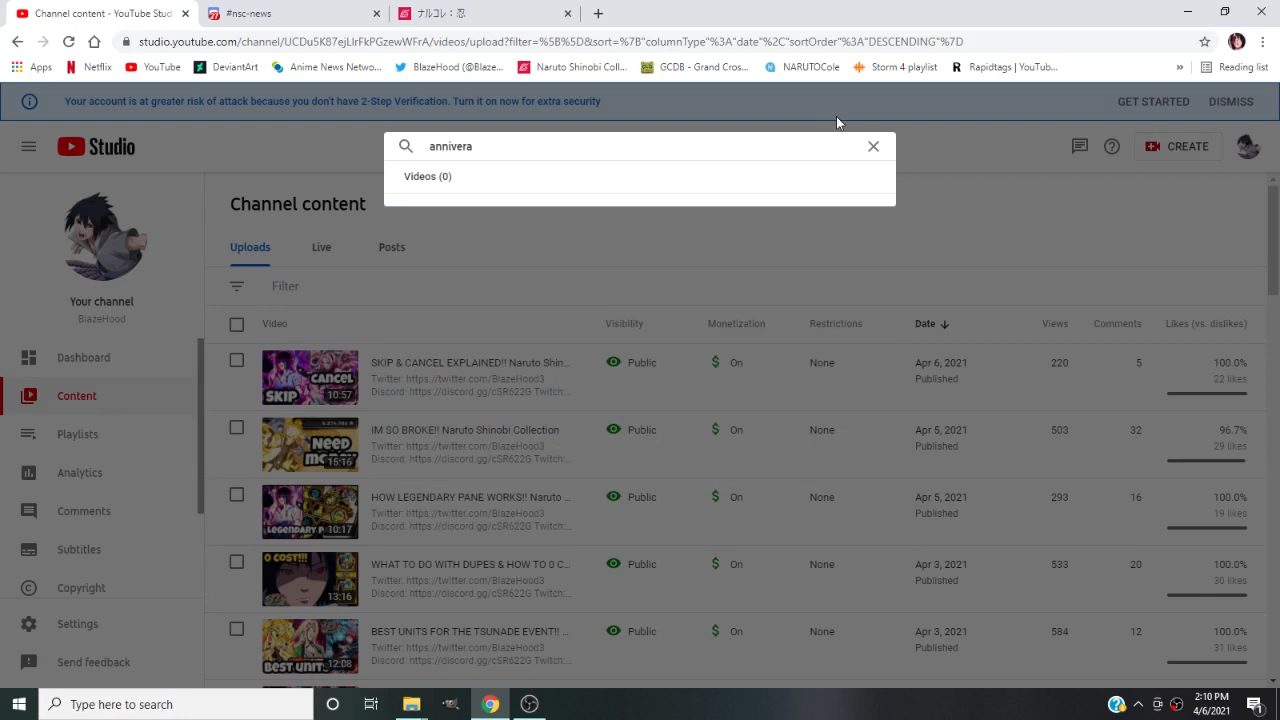 Channel content - YouTube Studio
#nsc-news
ナルコレ：忍
studio.youtube.com/channel/UCDu5K87ejLIrFkPGzewWFrA/videos/upload?filter=%5B%5D&sort=%7B"columnType"%3A"date"%2C"sortOrder"%3A"DESCENDING"%7D
Apps
Netflix
YouTube
DeviantArt
Anime News Networ...
BlazeHood (@Blaze...
Naruto Shinobi Coll...
GCDB - Grand Cros...
NARUTOCole
Storm 4 playlist
Rapidtags | YouTub...
»
Reading list
Your account is at greater risk of attack because you don't have 2-Step Verification. Turn it on now for extra security
GET STARTED
DISMISS
Studio
annivera
CREATE
Videos (0)
Your channel
BlazeHood
Dashboard
Content
Playlists
Analytics
Comments
Subtitles
Copyright
Settings
Send feedback
Channel content
Uploads
Live
Posts
Filter
Video
Visibility
Monetization
Restrictions
Date
Views
Comments
Likes (vs. dislikes)
CANCEL
SKIP
10:57
SKIP & CANCEL EXPLAINED!! Naruto Shin...
Twitter: https://twitter.com/BlazeHood3
Discord: discord.gg/cSR622G Twitch:...
Public
On
None
Apr 6, 2021
Published
220
5
100.0%
22 likes
NEED
MONEY
15:16
IM SO BROKE!! Naruto Shinobi Collection
Twitter: https://twitter.com/BlazeHood3
Discord: discord.gg/cSR622G Twitch:...
Public
On
None
Apr 5, 2021
Published
503
32
96.7%
29 likes
LEGENDARY PANE
10:17
HOW LEGENDARY PANE WORKS!! Naruto ...
Twitter: https://twitter.com/BlazeHood3
Discord: discord.gg/cSR622G Twitch:...
Public
On
None
Apr 5, 2021
Published
293
16
100.0%
19 likes
0 COST!!!
13:16
WHAT TO DO WITH DUPES & HOW TO 0 C...
Twitter: https://twitter.com/BlazeHood3
Discord: discord.gg/cSR622G Twitch:...
Public
On
None
Apr 3, 2021
Published
533
20
100.0%
30 likes
BEST UNITS
12:08
BEST UNITS FOR THE TSUNADE EVENT!! ...
Twitter: https://twitter.com/BlazeHood3
Discord: discord.gg/cSR622G Twitch:...
Public
On
None
Apr 3, 2021
Published
584
12
100.0%
31 likes
Type here to search
2:10 PM
4/6/2021